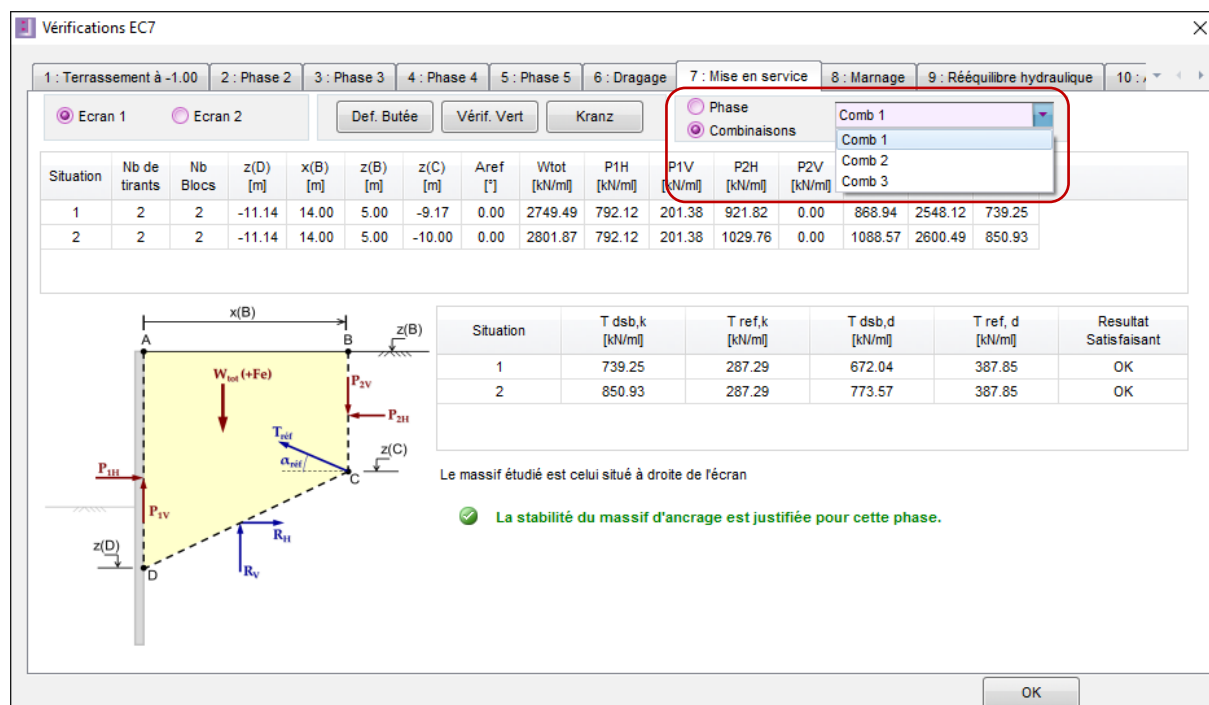 Vérifications EC7
1 : Terrassement à -1.00 2 : Phase 2 3 : Phase 3 4 : Phase 4 5 : Phase 5 6 : Dragage 7 : Mise en service 8 : Marnage 9 : Rééquilibre hydraulique 10 :
Ecran 1 Ecran 2 Def. Butée Vérif. Vert Kranz Phase Combinaisons Comb 1
Comb 1
Comb 2
Comb 3
Situation Nb de tirants Nb Blocs z(D) [m] x(B) [m] z(B) [m] z(C) [m] Aref [°] Wtot [kN/ml] P1H [kN/ml] P1V [kN/ml] P2H [kN/ml] P2V [kN/ml]
1 2 2 -11.14 14.00 5.00 -9.17 0.00 2749.49 792.12 201.38 921.82 0.00 868.94 2548.12 739.25
2 2 2 -11.14 14.00 5.00 -10.00 0.00 2801.87 792.12 201.38 1029.76 0.00 1088.57 2600.49 850.93
x(B)
A B z(B)
Wtot (+Fe)
P2V
P2H
Tréf
αréf
z(C)
C
P1H
P1V
RH
z(D)
D
RV
Situation T dsb,k [kN/ml] T ref,k [kN/ml] T dsb,d [kN/ml] T ref, d [kN/ml] Resultat Satisfaisant
1 739.25 287.29 672.04 387.85 OK
2 850.93 287.29 773.57 387.85 OK
Le massif étudié est celui situé à droite de l'écran
La stabilité du massif d'ancrage est justifiée pour cette phase.
OK